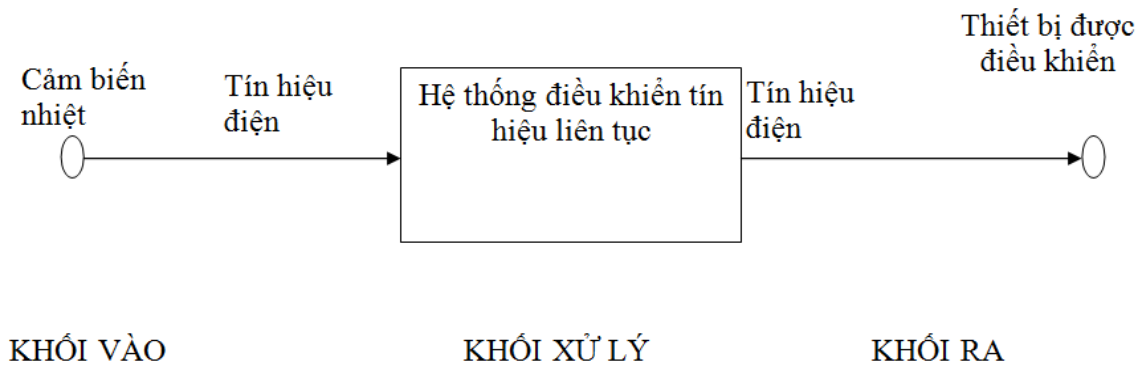 Thiết bị được
điều khiển
Cảm biến
nhiệt
Tín hiệu
điện
Hệ thống điều khiển tín
hiệu liên tục
Tín hiệu
điện
KHỐI VÀO
KHỐI XỬ LÝ
KHỐI RA